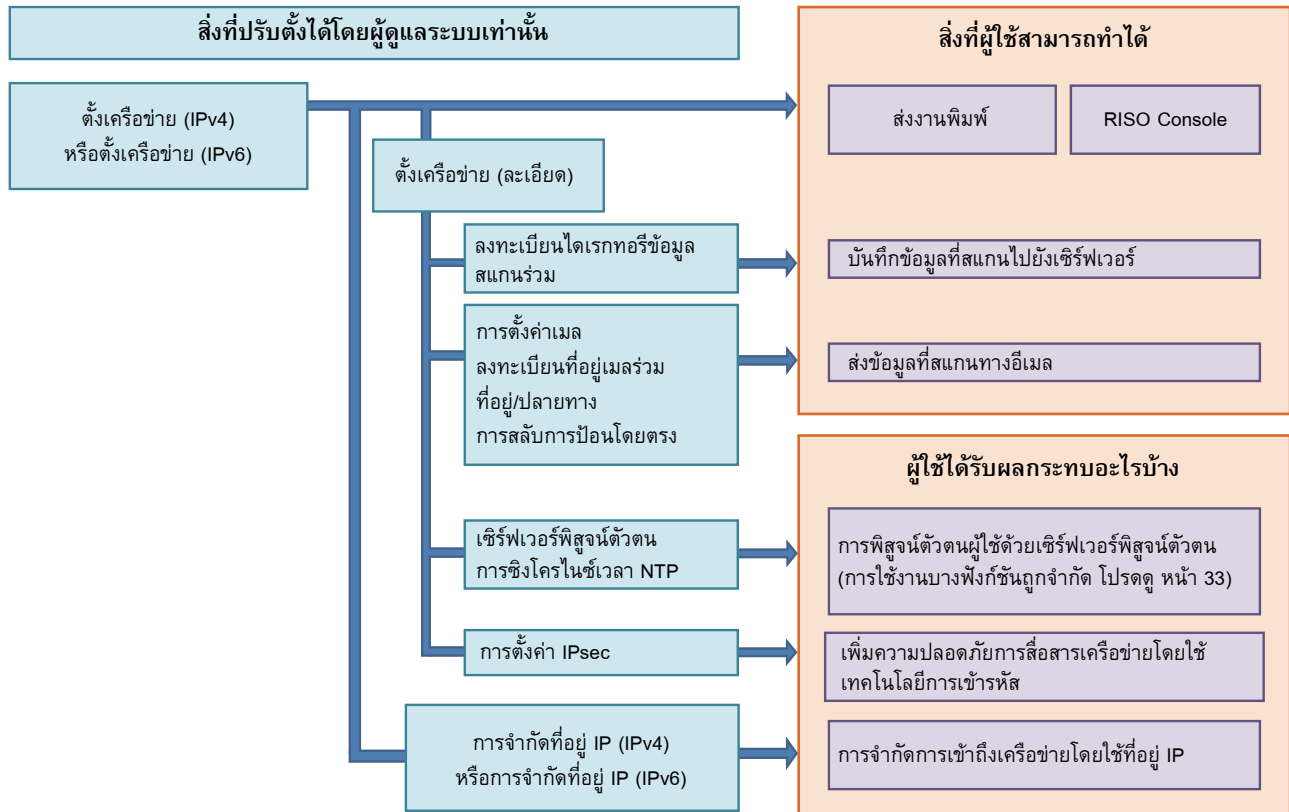 สิ่งที่ปรับตั้งได้โดยผู้ดูแลระบบเท่านั้น
สิ่งที่ผู้ใช้สามารถทำได้
ตั้งเครือข่าย (IPv4)
หรือตั้งเครือข่าย (IPv6)
ส่งงานพิมพ์
RISO Console
ตั้งเครือข่าย (ละเอียด)
ลงทะเบียนไดเรกทอรีข้อมูล
สแกนร่วม
บันทึกข้อมูลที่สแกนไปยังเซิร์ฟเวอร์
การตั้งค่าเมล
ลงทะเบียนที่อยู่เมลร่วม
ที่อยู่/ปลายทาง
การสลับการป้อนโดยตรง
ส่งข้อมูลที่สแกนทางอีเมล
ผู้ใช้ได้รับผลกระทบอะไรบ้าง
เซิร์ฟเวอร์พิสูจน์ตัวตน
การซิงโครไนซ์เวลา NTP
การพิสูจน์ตัวตนผู้ใช้ด้วยเซิร์ฟเวอร์พิสูจน์ตัวตน
(การใช้งานบางฟังก์ชันถูกจำกัด โปรดดู หน้า 33)
การตั้งค่า IPsec
เพิ่มความปลอดภัยการสื่อสารเครือข่ายโดยใช้
เทคโนโลยีการเข้ารหัส
การจำกัดที่อยู่ IP (IPv4)
หรือการจำกัดที่อยู่ IP (IPv6)
การจำกัดการเข้าถึงเครือข่ายโดยใช้ที่อยู่ IP